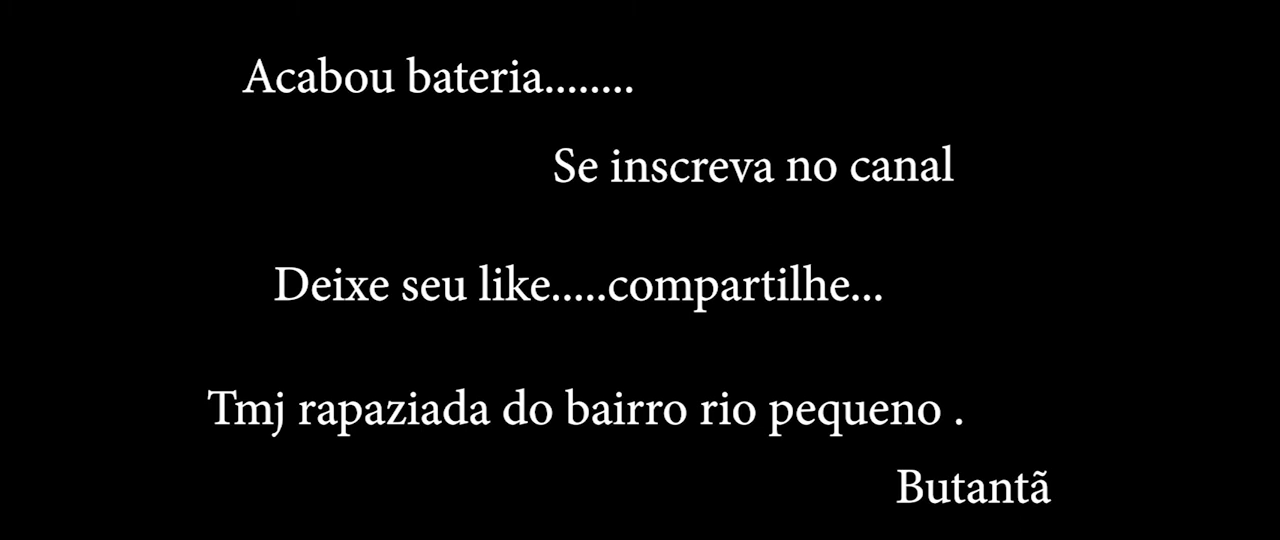 Acabou bateria........
Se inscreva no canal
Deixe seu like.....compartilhe...
Tmj rapaziada do bairro rio pequeno .
Butantã